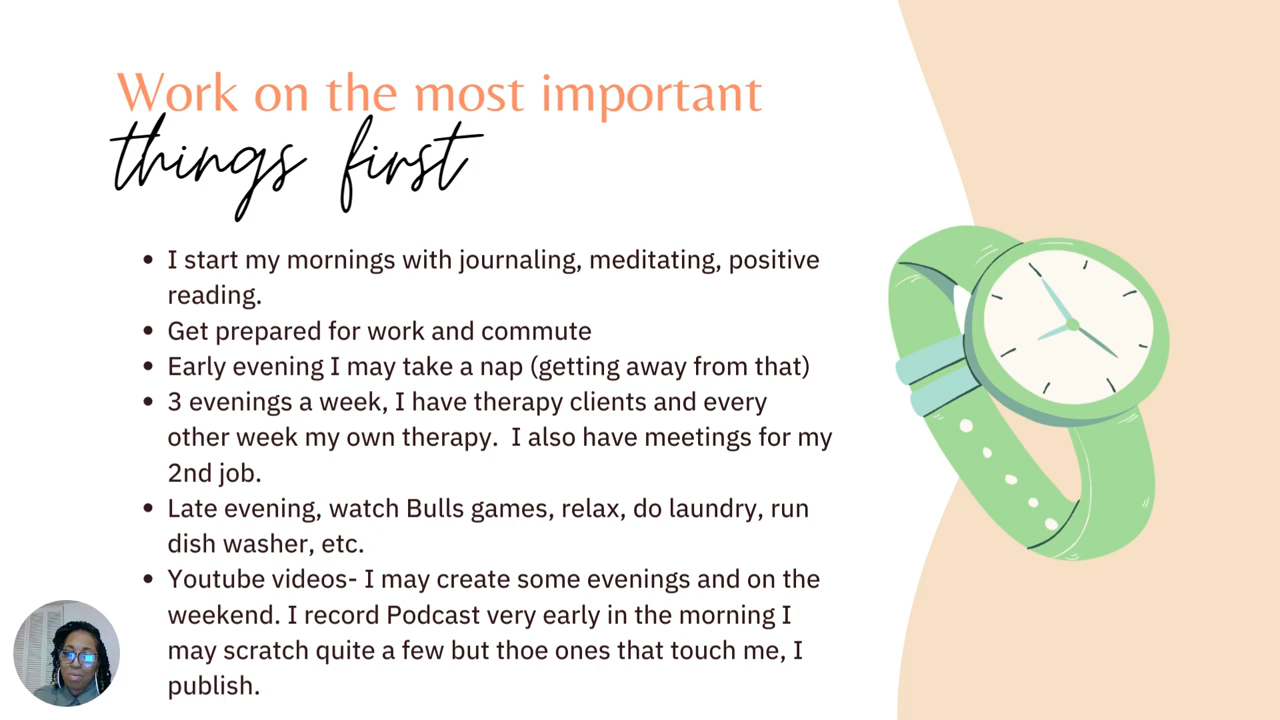 Work on the most important
things first
• I start my mornings with journaling, meditating, positive
reading.
• Get prepared for work and commute
• Early evening I may take a nap (getting away from that)
• 3 evenings a week, I have therapy clients and every
other week my own therapy.  I also have meetings for my
2nd job.
• Late evening, watch Bulls games, relax, do laundry, run
dish washer, etc.
• Youtube videos- I may create some evenings and on the
weekend. I record Podcast very early in the morning I
may scratch quite a few but thoe ones that touch me, I
publish.